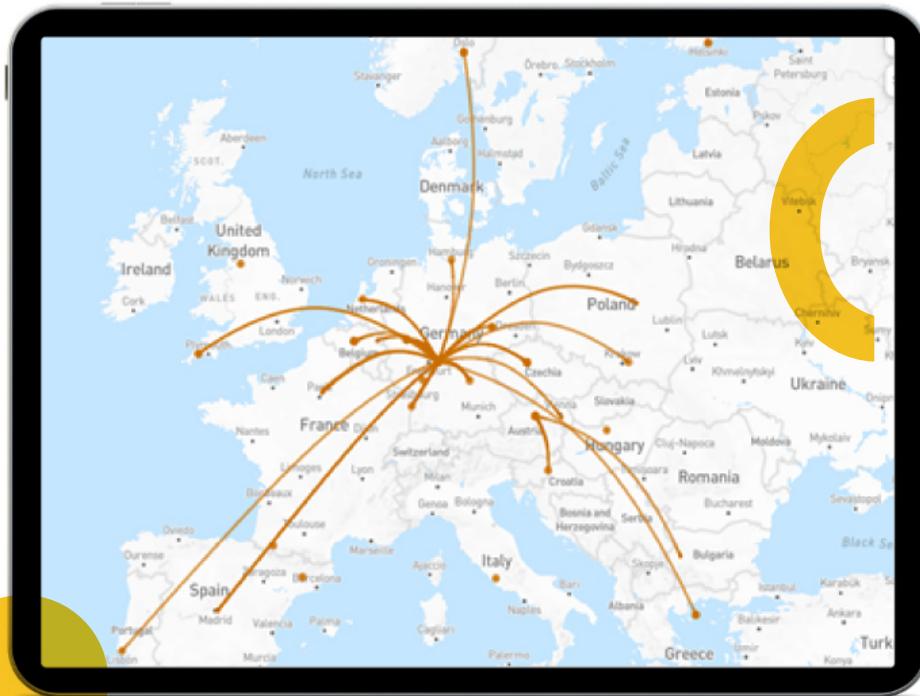 Oslo
Helsinki
Saint
Petersburg
Örebro
Stockholm
Stavanger
Estonia
Pskov
Gothenburg
Aberdeen
Aalborg
Halmstad
Latvia
SCOT.
North Sea
Baltic Sea
Denmark
Lithuania
Vitebsk
Belfast
United
Kingdom
Gdansk
Hrodna
Hamburg
Szczecin
Groningen
Bydgoszcz
Belarus
Bryansk
Ireland
Norwich
Hanover
Berlin
Cork
WALES
ENG.
Netherlands
Poland
Chernihiv
London
Lublin
Lutsk
Plymouth
Germany
Dresden
Sumy
Belgium
Kyiv
Krakow
Lviv
Frankfurt
Czechia
Khmelnytskyi
Caen
Ukraine
Paris
Strasbourg
Slovakia
Munich
Vienna
Dnipro
France
Dijon
Nantes
Austria
Hungary
Cluj-Napoca
Moldova
Mykolaiv
Switzerland
Limoges
Lyon
Milan
Croatia
Timisoara
Romania
Bordeaux
Genoa
Bologna
Bosnia and
Herzegovina
Serbia
Bucharest
Sevastopol
Toulouse
Oviedo
Marseille
Black Se
Ourense
Italy
Skopje
Bulgaria
Zaragoza
Barcelona
Ajaccio
Bari
Istanbul
Karabük
Spain
Naples
Albania
Madrid
Valencia
Palma
Balıkesir
Ankara
Portugal
Cagliari
Lisbon
Murcia
Palermo
Greece
İzmir
Konya
Turk